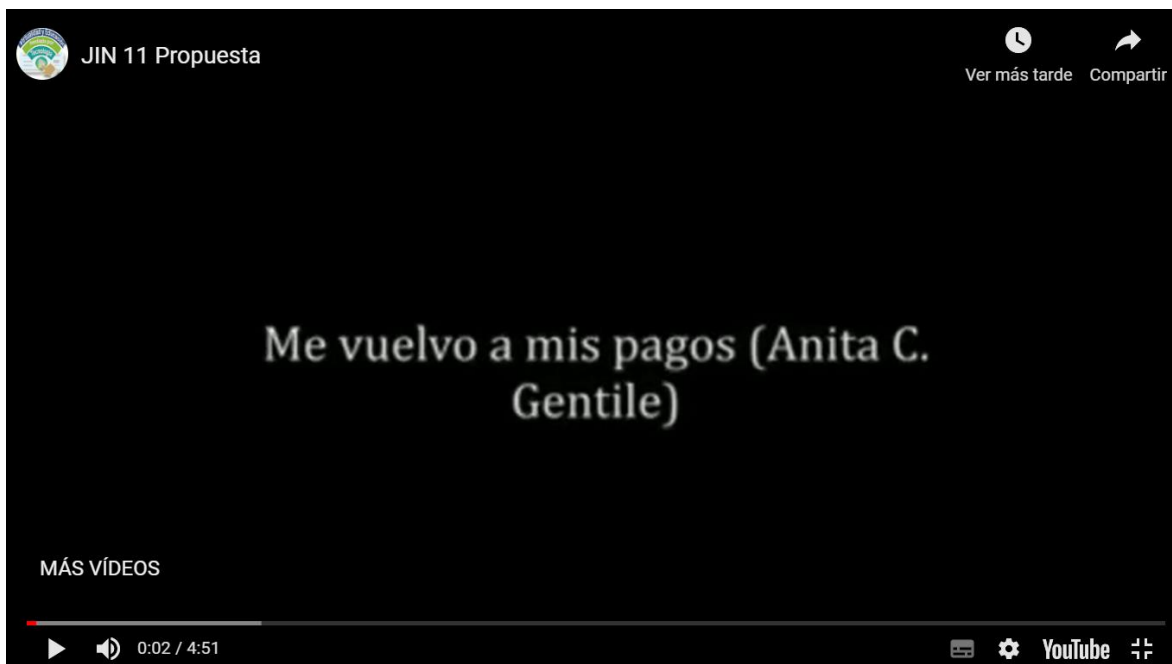 JIN 11 Propuesta
Ver más tarde
Compartir
Me vuelvo a mis pagos (Anita C.
Gentile)
MÁS VÍDEOS
0:02 / 4:51
YouTube